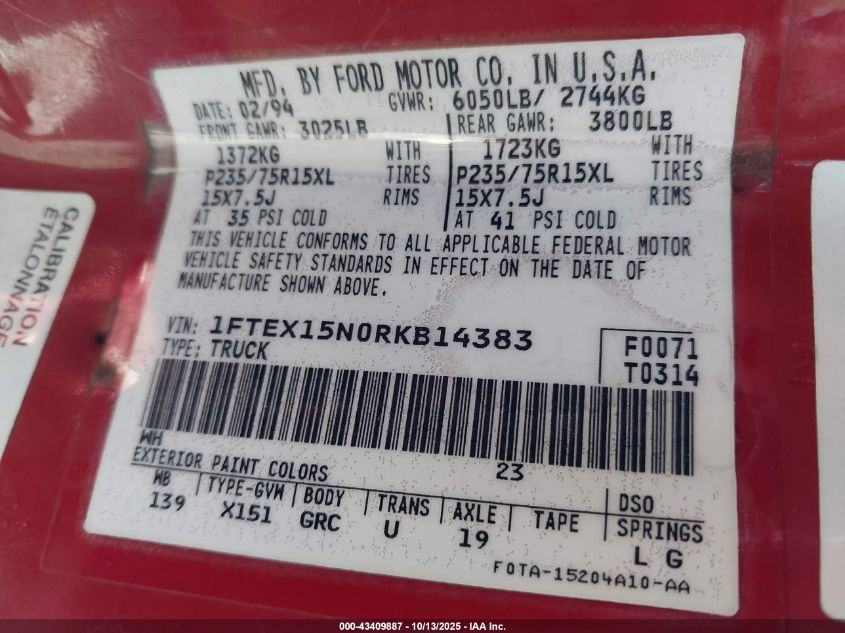 MFD. BY FORD MOTOR CO. IN U.S.A.
DATE: 02/94 GVWR: 6050LB/ 2744KG
FRONT GAWR: 3025LB REAR GAWR: 3800LB
1372KG WITH 1723KG WITH
P235/75R15XL TIRES P235/75R15XL TIRES
15X7.5J RIMS 15X7.5J RIMS
AT 35 PSI COLD AT 41 PSI COLD
THIS VEHICLE CONFORMS TO ALL APPLICABLE FEDERAL MOTOR
VEHICLE SAFETY STANDARDS IN EFFECT ON THE DATE OF
MANUFACTURE SHOWN ABOVE.
VIN: 1FTEX15N0RKB14383 F0071
TYPE: TRUCK T0314
WH 23
EXTERIOR PAINT COLORS DSO
WB TYPE-GVW BODY TRANS AXLE TAPE SPRINGS
139 X151 GRC U 19 L G
F0TA-15204A10-AA
CALIBRATION
ÉTALONNAGE
000-43409887 - 10/13/2025 - IAA Inc.